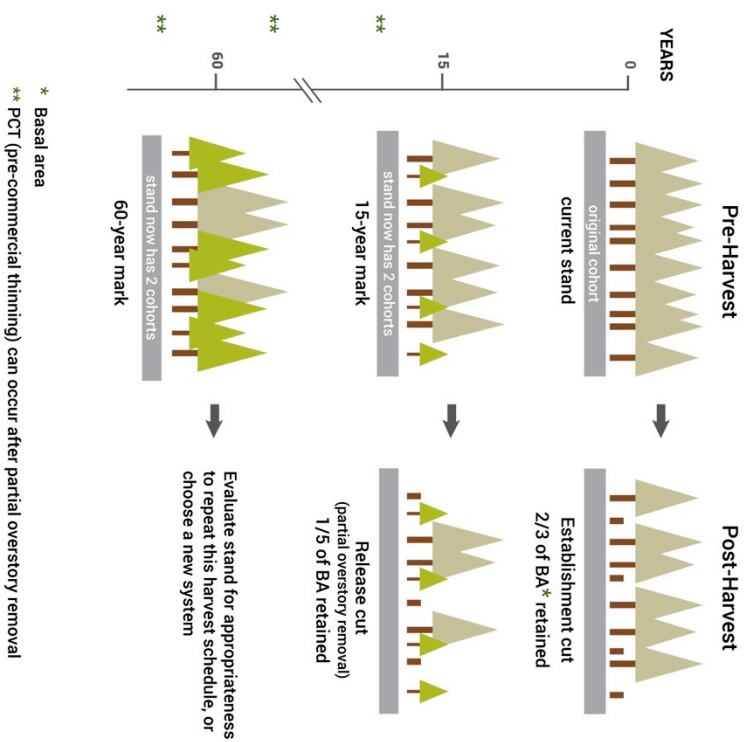 YEARS
Pre-Harvest
Post-Harvest
0
original cohort
current stand
Establishment cut
2/3 of BA* retained
15
**
stand now has 2 cohorts
15-year mark
Release cut
(partial overstory removal)
1/5 of BA retained
**
60
**
stand now has 2 cohorts
60-year mark
Evaluate stand for appropriateness
to repeat this harvest schedule, or
choose a new system
* Basal area
** PCT (pre-commercial thinning) can occur after partial overstory removal